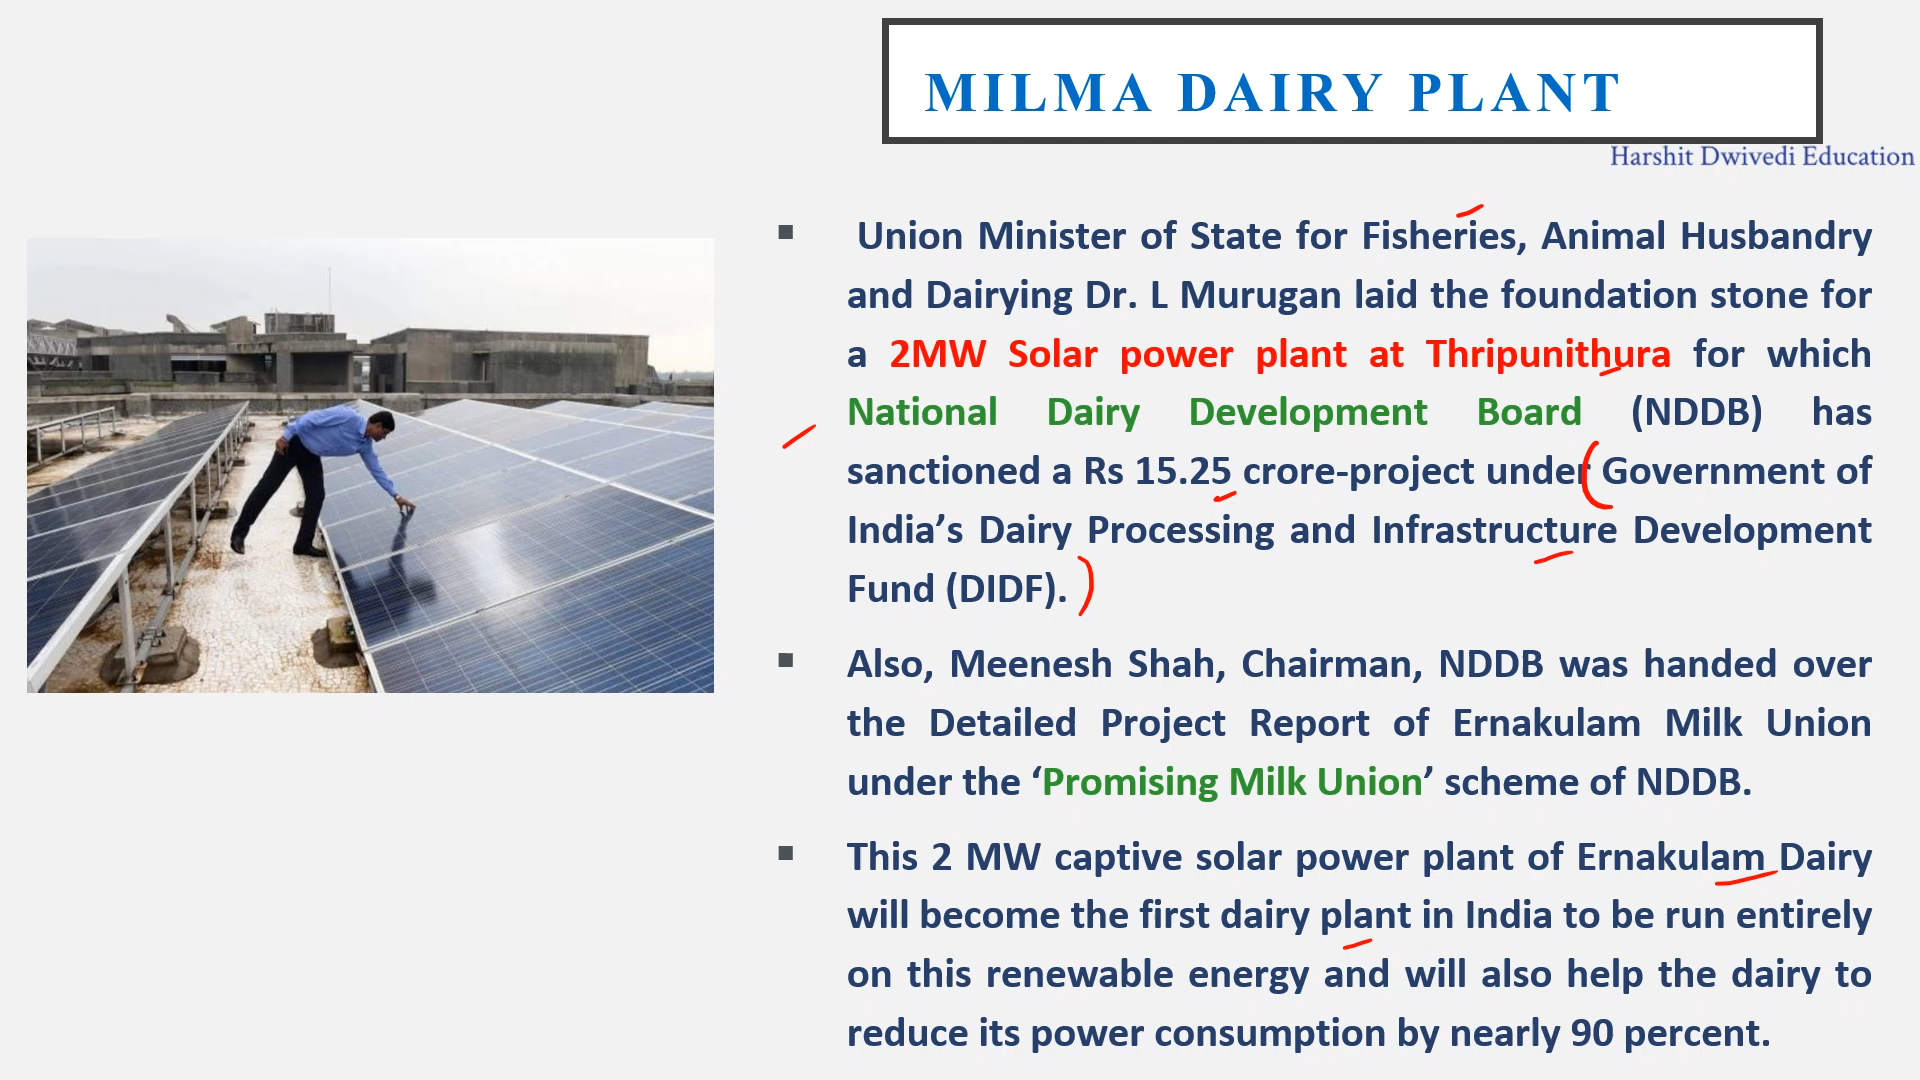 MILMA DAIRY PLANT
Harshit Dwivedi Education
▪ Union Minister of State for Fisheries, Animal Husbandry
and Dairying Dr. L Murugan laid the foundation stone for
a 2MW Solar power plant at Thripunithura for which
National Dairy Development Board (NDDB) has
sanctioned a Rs 15.25 crore-project under Government of
India’s Dairy Processing and Infrastructure Development
Fund (DIDF).
▪ Also, Meenesh Shah, Chairman, NDDB was handed over
the Detailed Project Report of Ernakulam Milk Union
under the ‘Promising Milk Union’ scheme of NDDB.
▪ This 2 MW captive solar power plant of Ernakulam Dairy
will become the first dairy plant in India to be run entirely
on this renewable energy and will also help the dairy to
reduce its power consumption by nearly 90 percent.